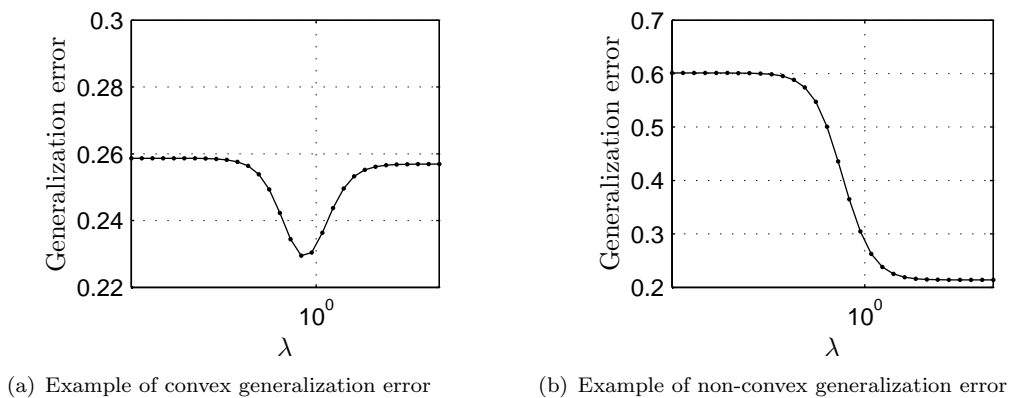 0.3
0.28
0.26
0.24
0.22
Generalization error
10^0
λ
(a) Example of convex generalization error
0.7
0.6
0.5
0.4
0.3
0.2
Generalization error
10^0
λ
(b) Example of non-convex generalization error